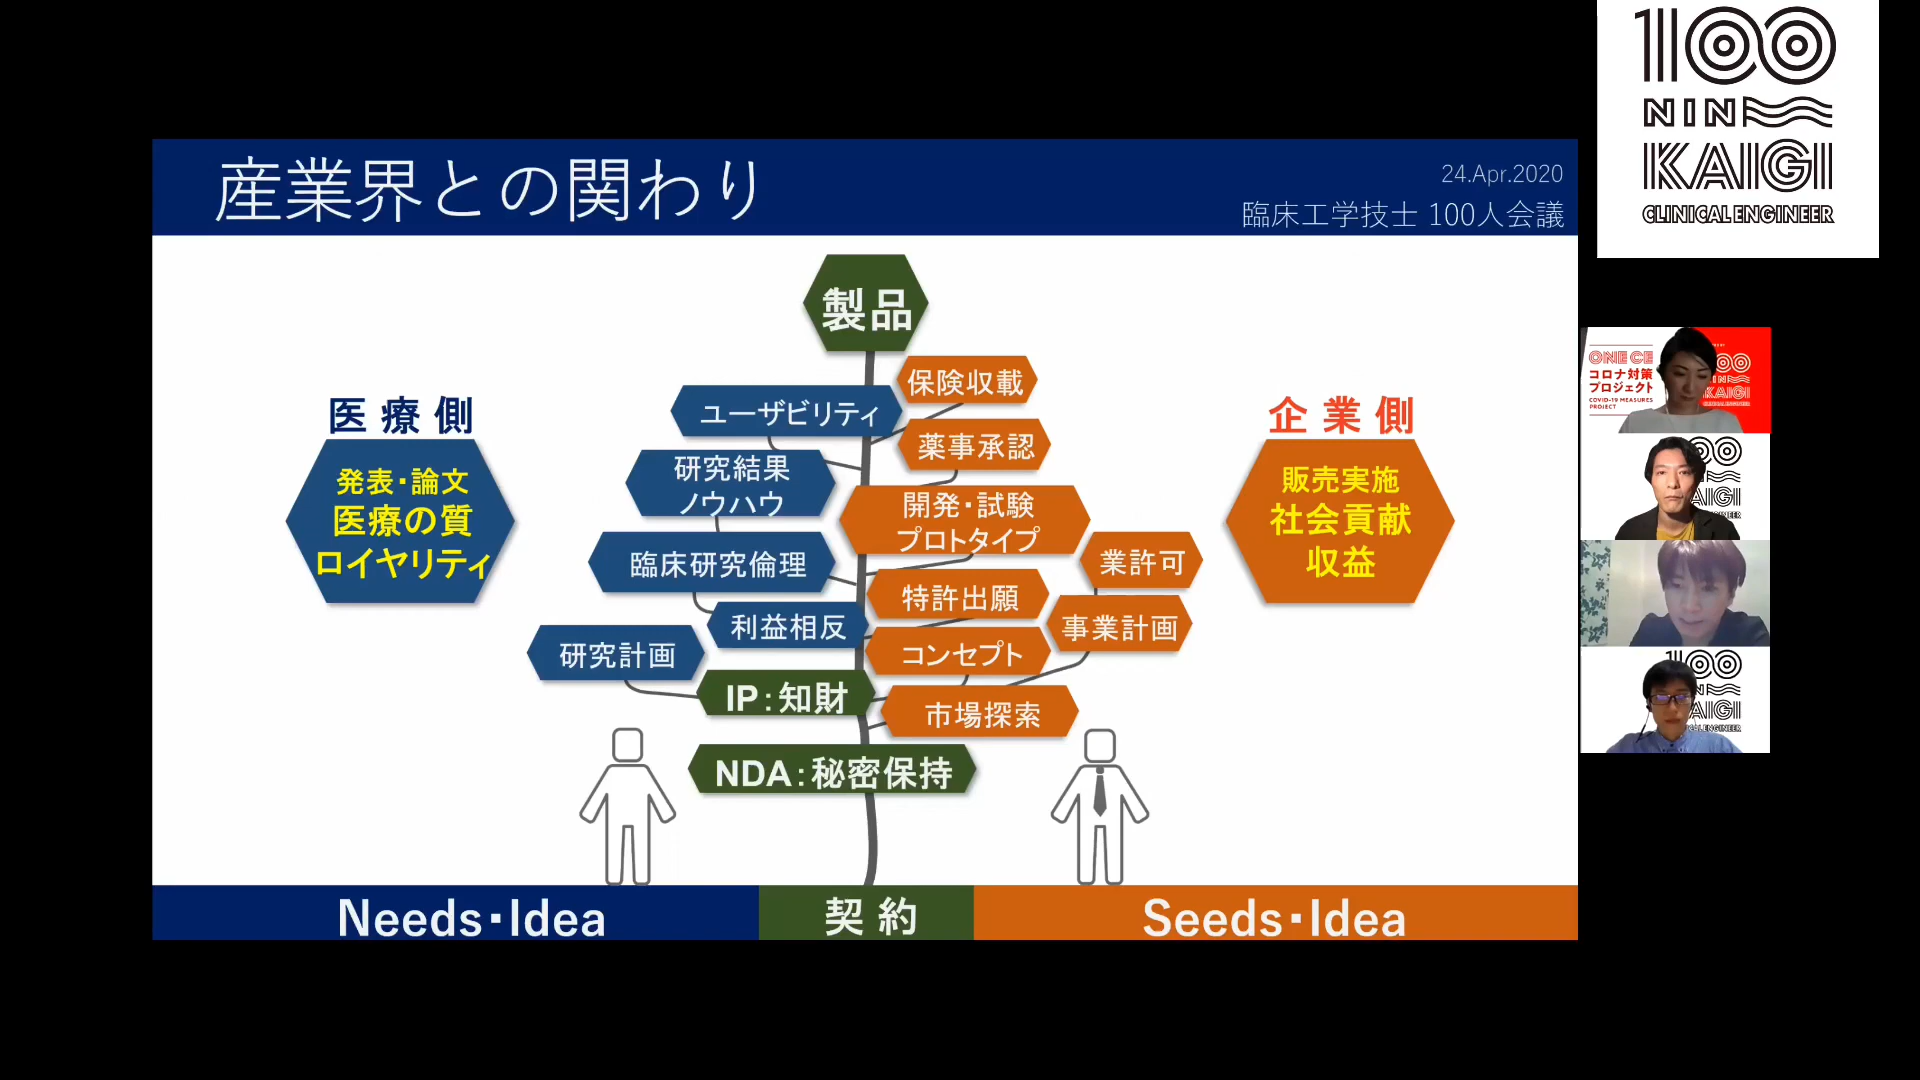 産業界との関わり
24.Apr.2020
臨床工学技士 100人会議
製品
保険収載
ユーザビリティ
薬事承認
研究結果
ノウハウ
開発・試験
プロトタイプ
臨床研究倫理
業許可
特許出願
利益相反
事業計画
研究計画
コンセプト
IP:知財
市場探索
NDA:秘密保持
医療側
発表・論文
医療の質
ロイヤリティ
企業側
販売実施
社会貢献
収益
Needs・Idea
契約
Seeds・Idea
100
NIN
KAIGI
CLINICAL ENGINEER
ONE CE
コロナ対策
プロジェクト
COVID-19 MEASURES
PROJECT
100
NIN
KAIGI